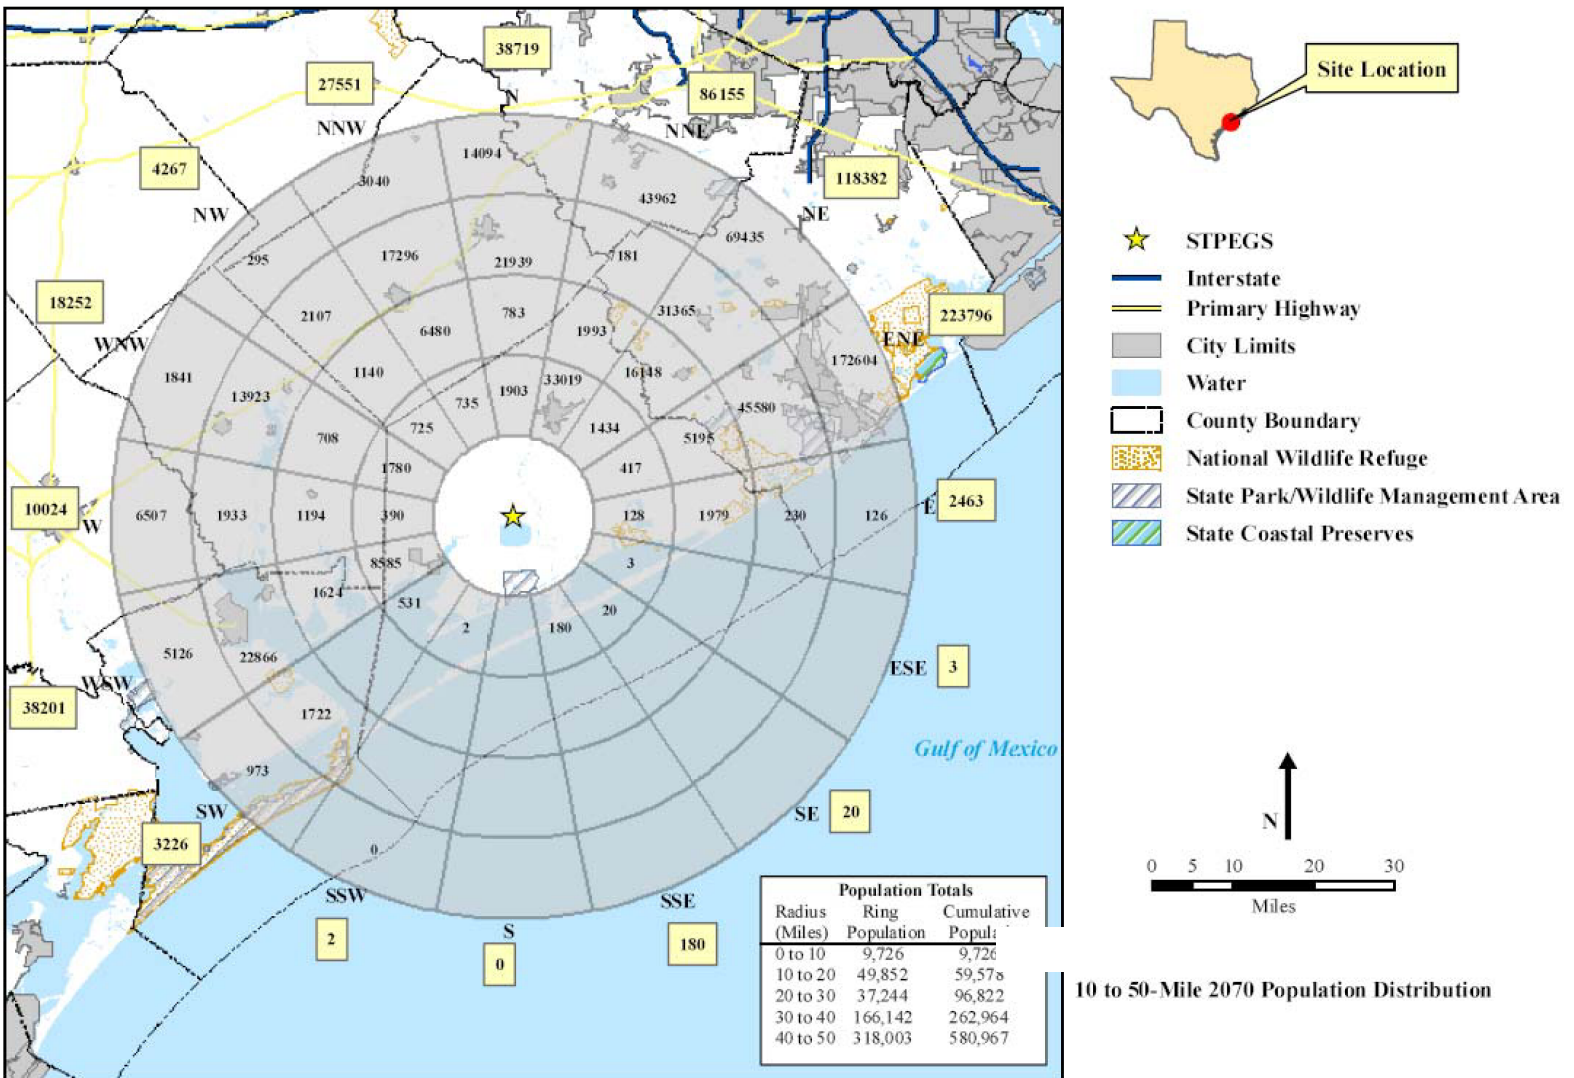 38719
27551
86155
N
NNW
NNE
14094
4267
3040
118382
43962
NW
NE
69435
295
17296
21939
7181
18252
2107
783
31365
223796
6480
1993
WNW
ENE
172604
1841
1140
1903
33019
16148
13923
735
45580
725
1434
5195
708
1780
417
10024
W
6507
1933
1194
390
128
1979
230
126
E
2463
8585
3
1624
531
20
2
180
5126
22866
WSW
ESE
3
38201
1722
Gulf of Mexico
973
SW
SE
20
3226
0
SSW
SSE
S
2
180
0
Population Totals
Radius Ring Cumulative
(Miles) Population
0 to 10 9,726 9,726
10 to 20 49,852 59,578
20 to 30 37,244 96,822
30 to 40 166,142 262,964
40 to 50 318,003 580,967
Site Location
STPEGS
Interstate
Primary Highway
City Limits
Water
County Boundary
National Wildlife Refuge
State Park/Wildlife Management Area
State Coastal Preserves
N
0 5 10 20 30
Miles
10 to 50-Mile 2070 Population Distribution